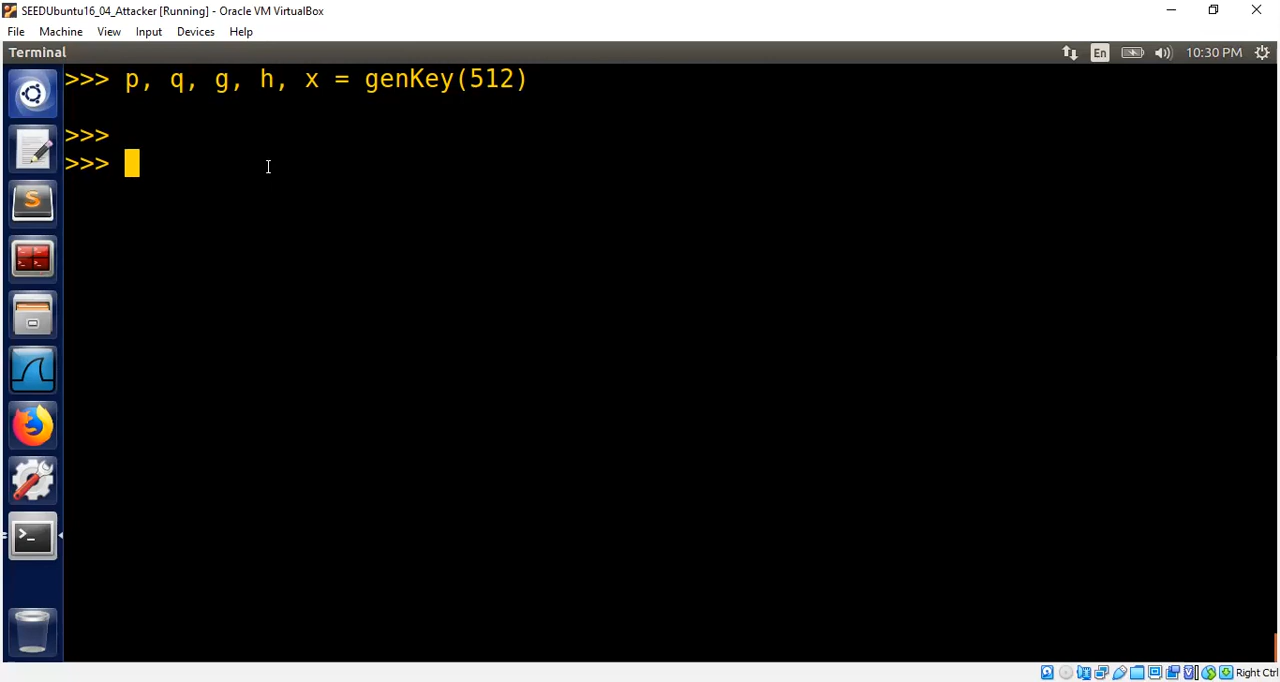 SEEDUbuntu16_04_Attacker [Running] - Oracle VM VirtualBox
File Machine View Input Devices Help
Terminal En 10:30 PM
>>> p, q, g, h, x = genKey(512)
>>>
>>>
S
>_
Right Ctrl